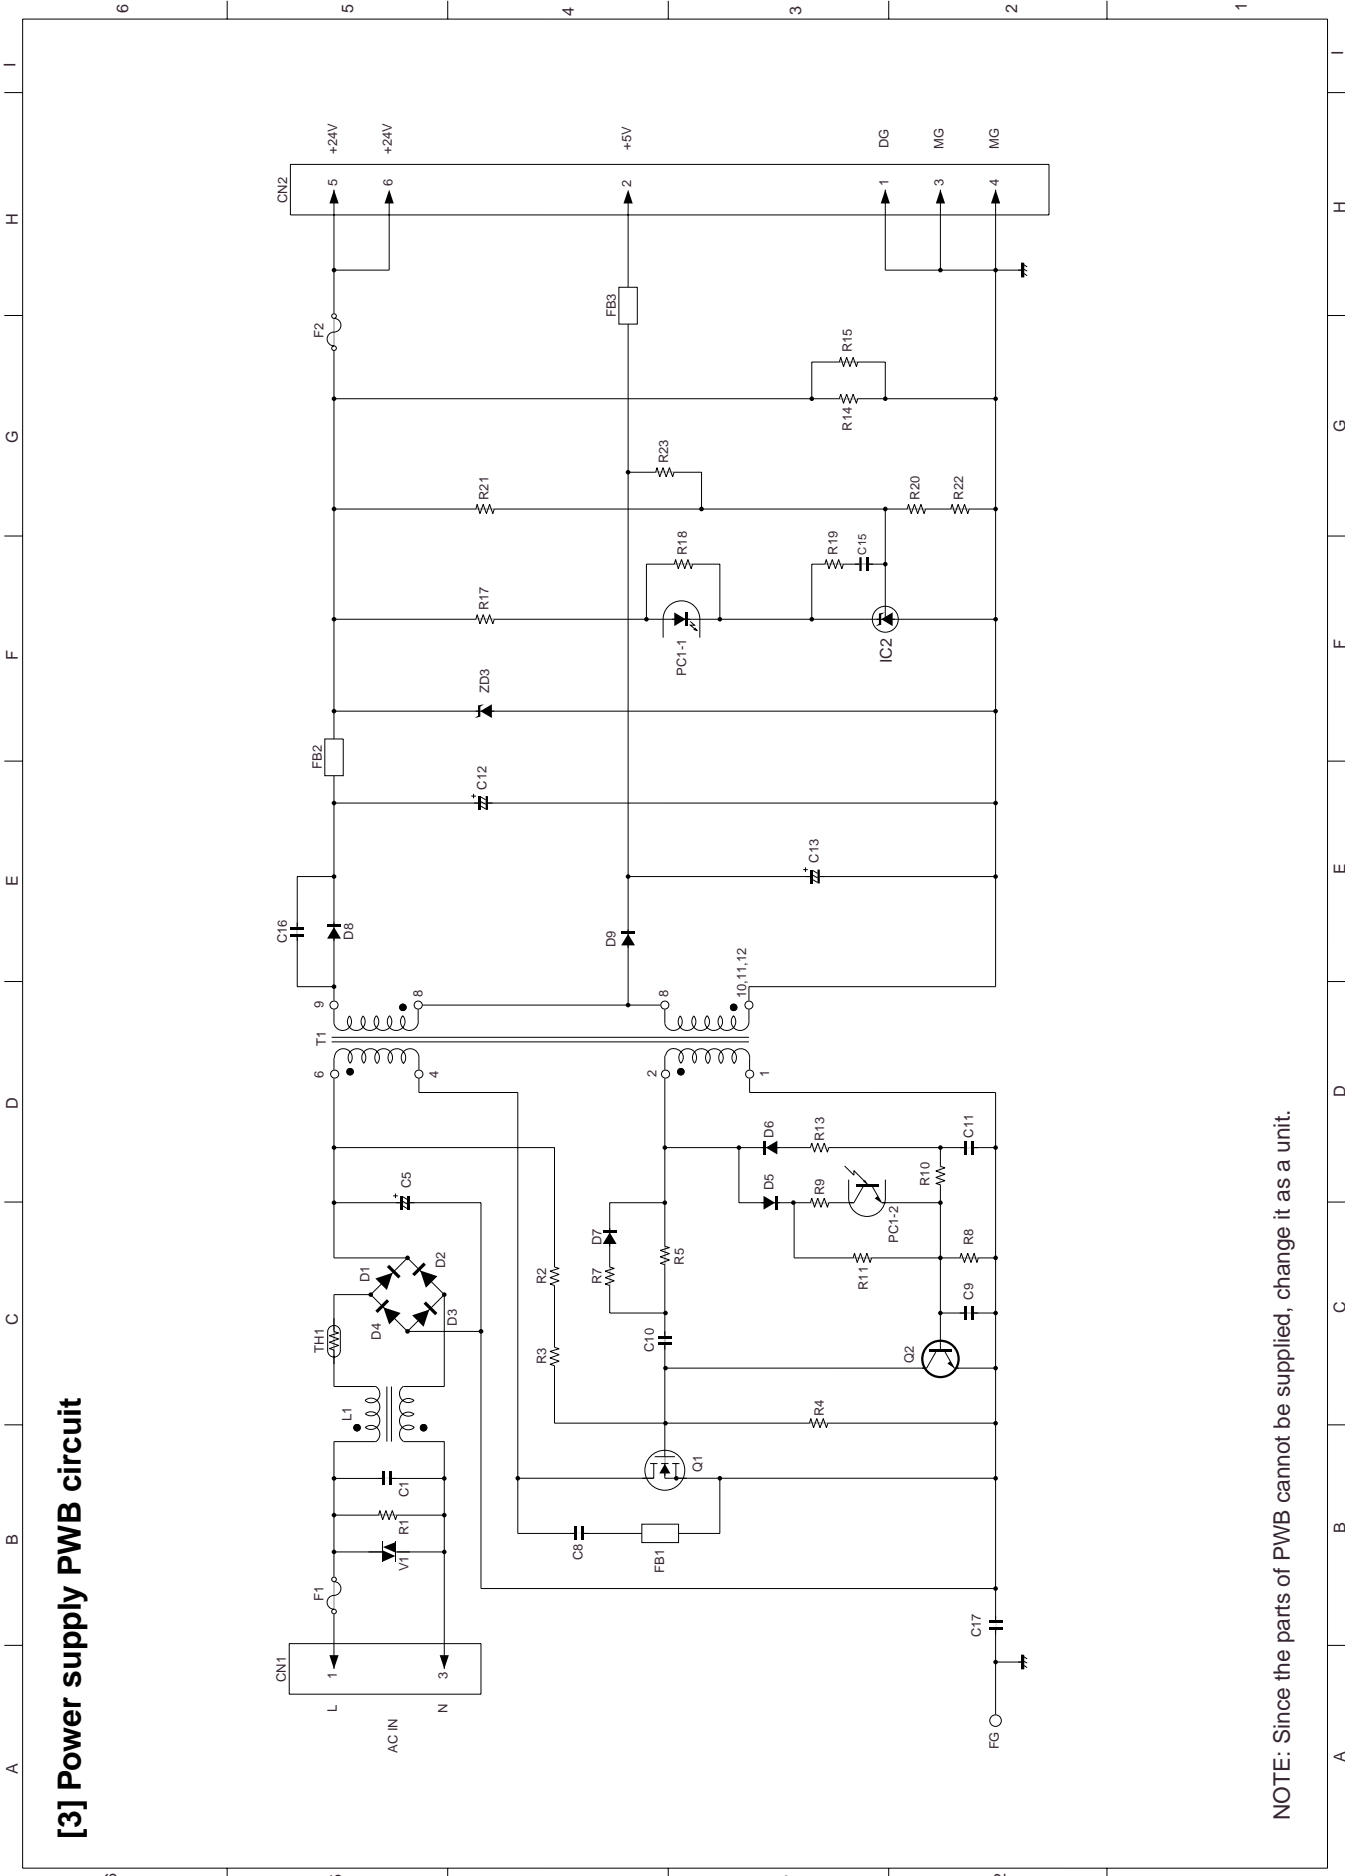 [3] Power supply PWB circuit
A
B
C
D
E
F
G
H
I
6
5
4
3
2
1
CN1
L
1
N
3
AC IN
F1
V1
R1
C1
L1
TH1
D1
D2
D3
D4
C5
T1
6
4
9
8
2
1
8
10,11,12
C16
D8
C12
+
FB2
ZD3
R17
R21
F2
CN2
5
+24V
6
+24V
2
+5V
1
DG
3
MG
4
MG
D9
C13
+
PC1-1
R18
R23
FB3
R19
C15
IC2
R20
R22
R14
R15
R2
R3
R7
D7
R5
C10
C8
FB1
Q1
R4
Q2
C9
R8
R11
D5
R9
PC1-2
D6
R13
R10
C11
+
C17
FG
NOTE: Since the parts of PWB cannot be supplied, change it as a unit.
A
B
C
D
E
F
G
H
I